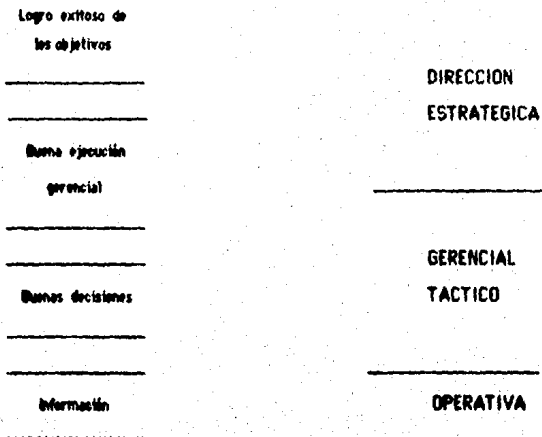 Logro exitoso de
los objetivos
Buena ejecución
gerencial
Buenas decisiones
Información
DIRECCION
ESTRATEGICA
GERENCIAL
TACTICO
OPERATIVA